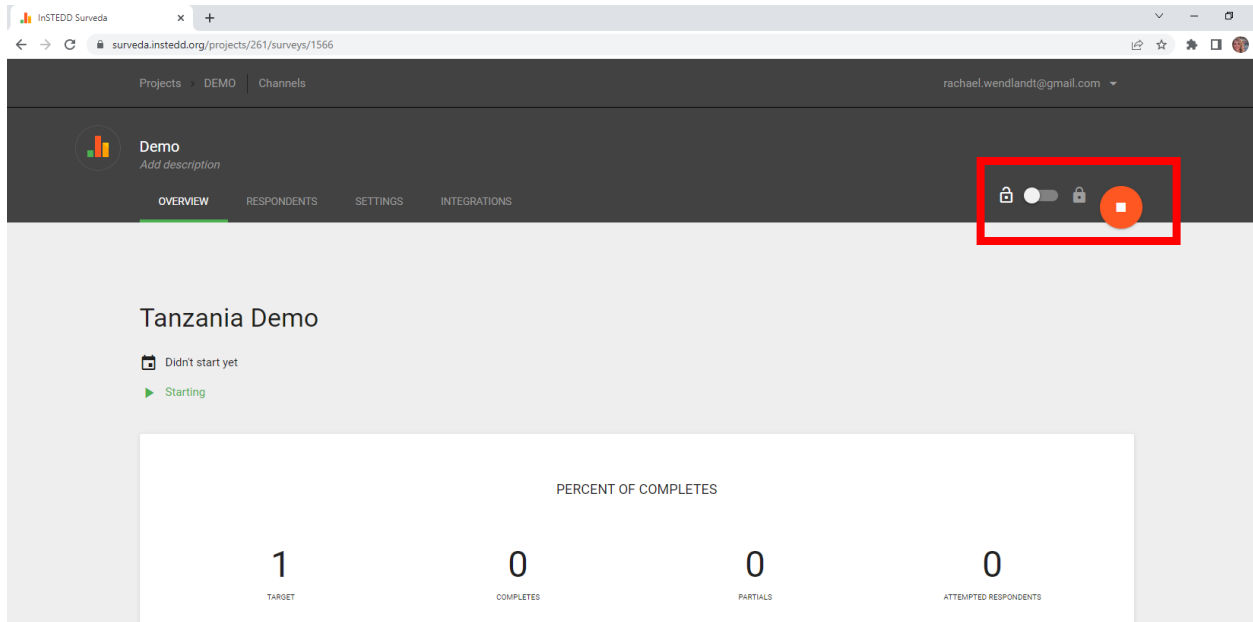 InSTEDD Surveda
surveda.instedd.org/projects/261/surveys/1566
Projects DEMO Channels rachael.wendlandt@gmail.com
Demo
Add description
OVERVIEW RESPONDENTS SETTINGS INTEGRATIONS
Tanzania Demo
Didn't start yet
Starting
PERCENT OF COMPLETES
1 0 0 0
TARGET COMPLETES PARTIALS ATTEMPTED RESPONDENTS